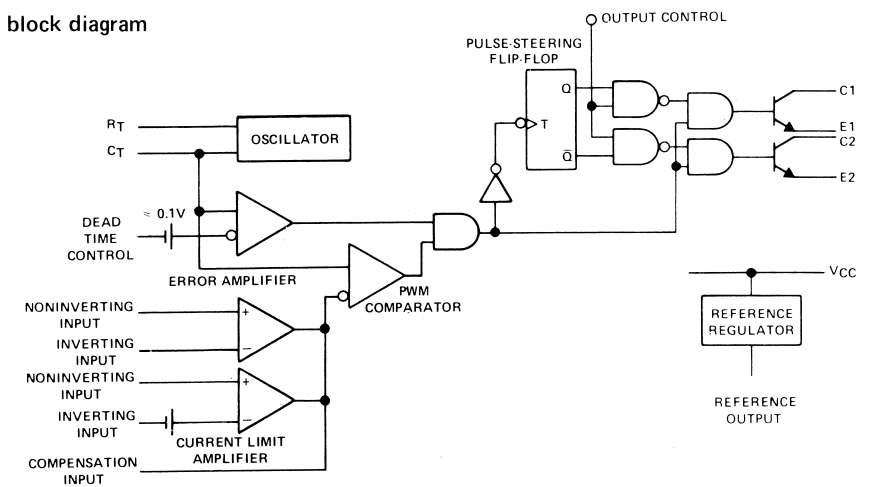 block diagram
OUTPUT CONTROL
PULSE-STEERING
FLIP-FLOP
Q
T
Q̅
C1
E1
C2
E2
RT
CT
OSCILLATOR
≈ 0.1V
DEAD
TIME
CONTROL
ERROR AMPLIFIER
PWM
COMPARATOR
NONINVERTING
INPUT
+
INVERTING
INPUT
−
NONINVERTING
INPUT
+
INVERTING
INPUT
−
CURRENT LIMIT
AMPLIFIER
COMPENSATION
INPUT
VCC
REFERENCE
REGULATOR
REFERENCE
OUTPUT